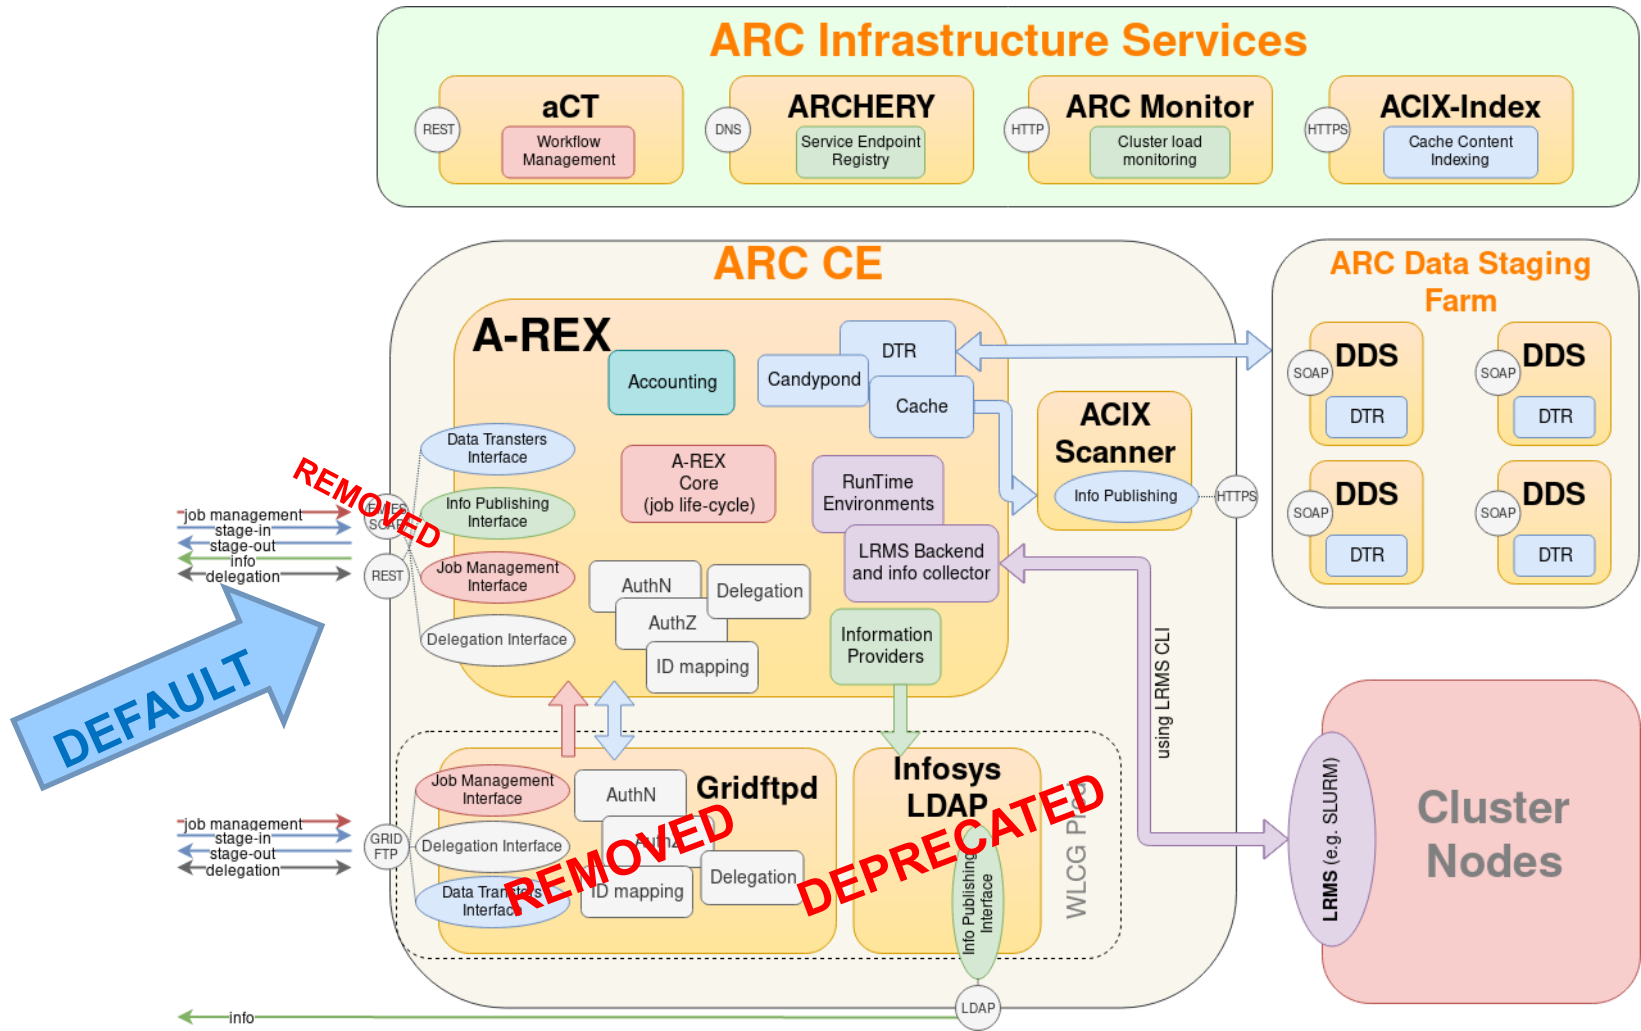 ARC Infrastructure Services
aCT
REST
Workflow
Management
ARCHERY
DNS
Service Endpoint
Registry
ARC Monitor
HTTP
Cluster load
monitoring
ACIX-Index
HTTPS
Cache Content
Indexing
ARC CE
A-REX
Accounting
DTR
Candypond
Cache
Data Transters
Interface
Info Publishing
Interface
Job Management
Interface
Delegation Interface
A-REX
Core
(job life-cycle)
RunTime
Environments
LRMS Backend
and info collector
AuthN
AuthZ
ID mapping
Delegation
Information
Providers
ACIX
Scanner
Info Publishing
HTTPS
REMOVED
REST
job management
stage-in
stage-out
info
delegation
DEFAULT
ARC Data Staging
Farm
DDS
SOAP
DTR
DDS
SOAP
DTR
DDS
SOAP
DTR
DDS
SOAP
DTR
using LRMS CLI
Gridftpd
Job Management
Interface
Delegation Interface
Data Transters
Interface
AuthN
AuthZ
ID mapping
Delegation
REMOVED
GRID
FTP
job management
stage-in
stage-out
delegation
Infosys
LDAP
DEPRECATED
Info Publishing
Interface
WLCG
LDAP
info
LRMS (e.g. SLURM)
Cluster
Nodes